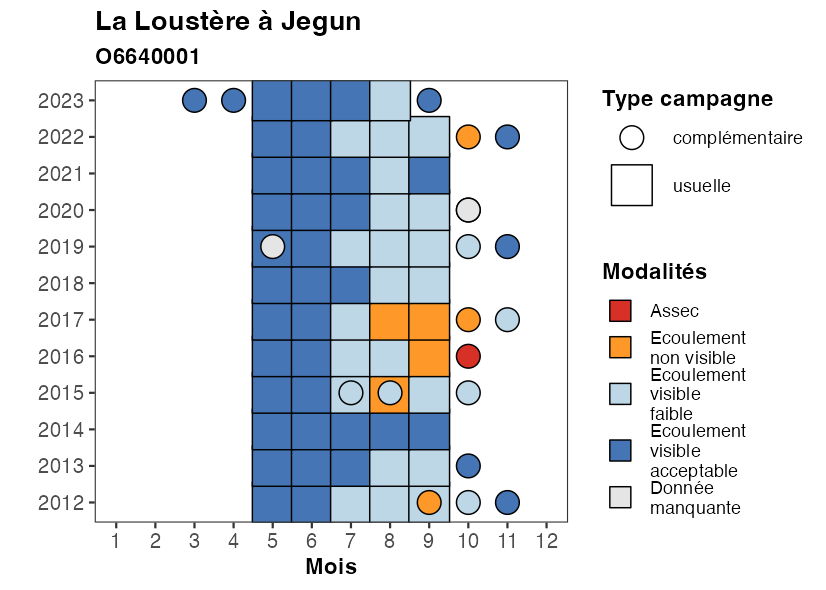 La Loustère à Jegun
O6640001
2023
2022
2021
2020
2019
2018
2017
2016
2015
2014
2013
2012
1 2 3 4 5 6 7 8 9 10 11 12
Mois
Type campagne
complémentaire
usuelle
Modalités
Assec
Ecoulement
non visible
Ecoulement
visible
faible
Ecoulement
visible
acceptable
Donnée
manquante